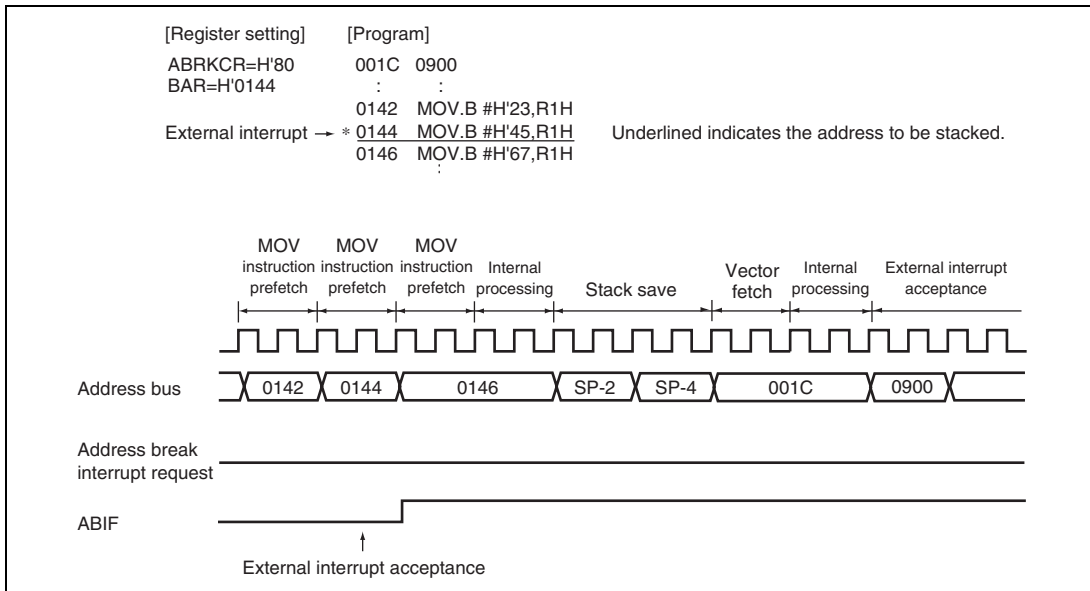 [Register setting] [Program]
ABRKCR=H'80 001C 0900
BAR=H'0144 : :
0142 MOV.B #H'23,R1H
External interrupt → * 0144 MOV.B #H'45,R1H Underlined indicates the address to be stacked.
0146 MOV.B #H'67,R1H
:
MOV instruction prefetch
MOV instruction prefetch
MOV instruction prefetch
Internal processing
Stack save
Vector fetch
Internal processing
External interrupt acceptance
Address bus 0142 0144 0146 SP-2 SP-4 001C 0900
Address break
interrupt request
ABIF
External interrupt acceptance